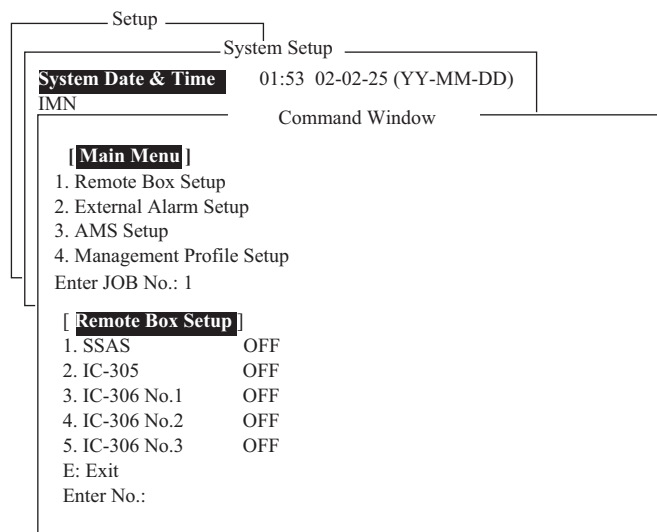 Setup
System Setup
System Date & Time 01:53 02-02-25 (YY-MM-DD)
IMN
Command Window
[ Main Menu ]
1. Remote Box Setup
2. External Alarm Setup
3. AMS Setup
4. Management Profile Setup
Enter JOB No.: 1
[ Remote Box Setup ]
1. SSAS OFF
2. IC-305 OFF
3. IC-306 No.1 OFF
4. IC-306 No.2 OFF
5. IC-306 No.3 OFF
E: Exit
Enter No.: